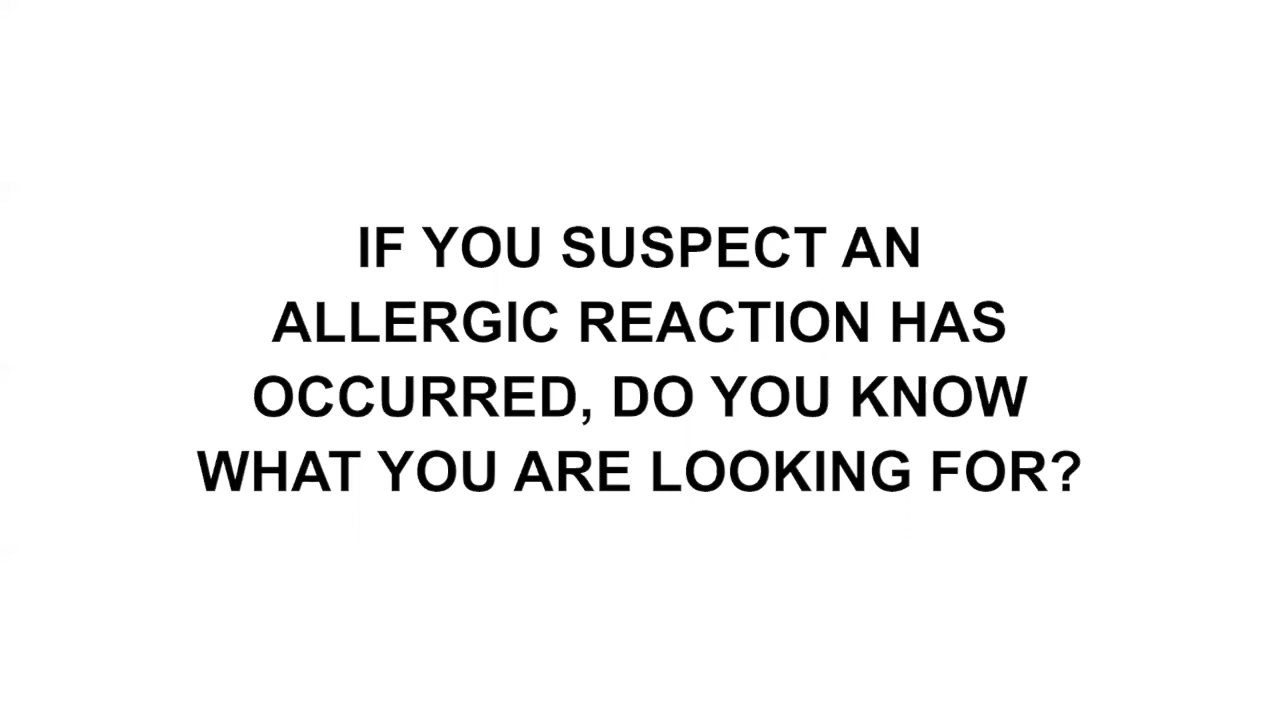 IF YOU SUSPECT AN
ALLERGIC REACTION HAS
OCCURRED, DO YOU KNOW
WHAT YOU ARE LOOKING FOR?